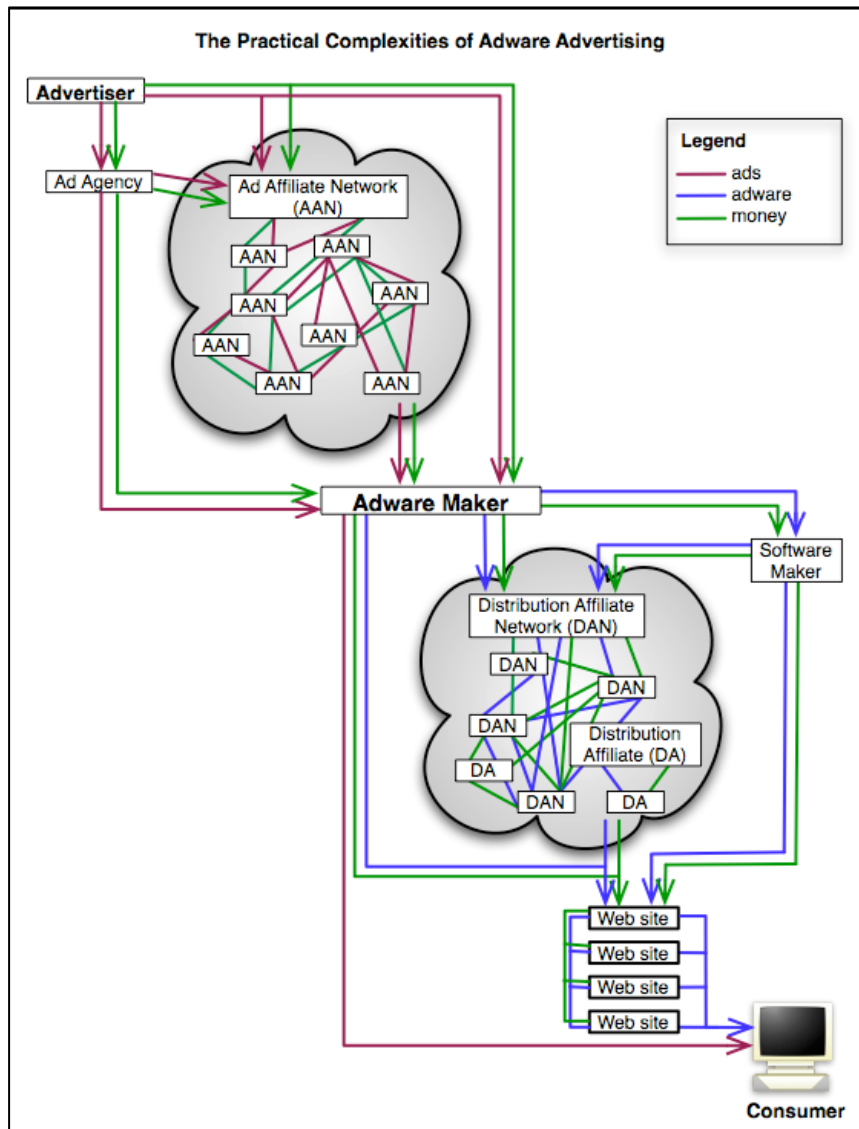 The Practical Complexities of Adware Advertising
Advertiser
Legend
ads
adware
money
Ad Agency
Ad Affiliate Network
(AAN)
AAN
AAN
AAN
AAN
AAN
AAN
AAN
AAN
Adware Maker
Software
Maker
Distribution Affiliate
Network (DAN)
DAN
DAN
DAN
Distribution
Affiliate (DA)
DA
DAN
DA
Web site
Web site
Web site
Web site
Consumer